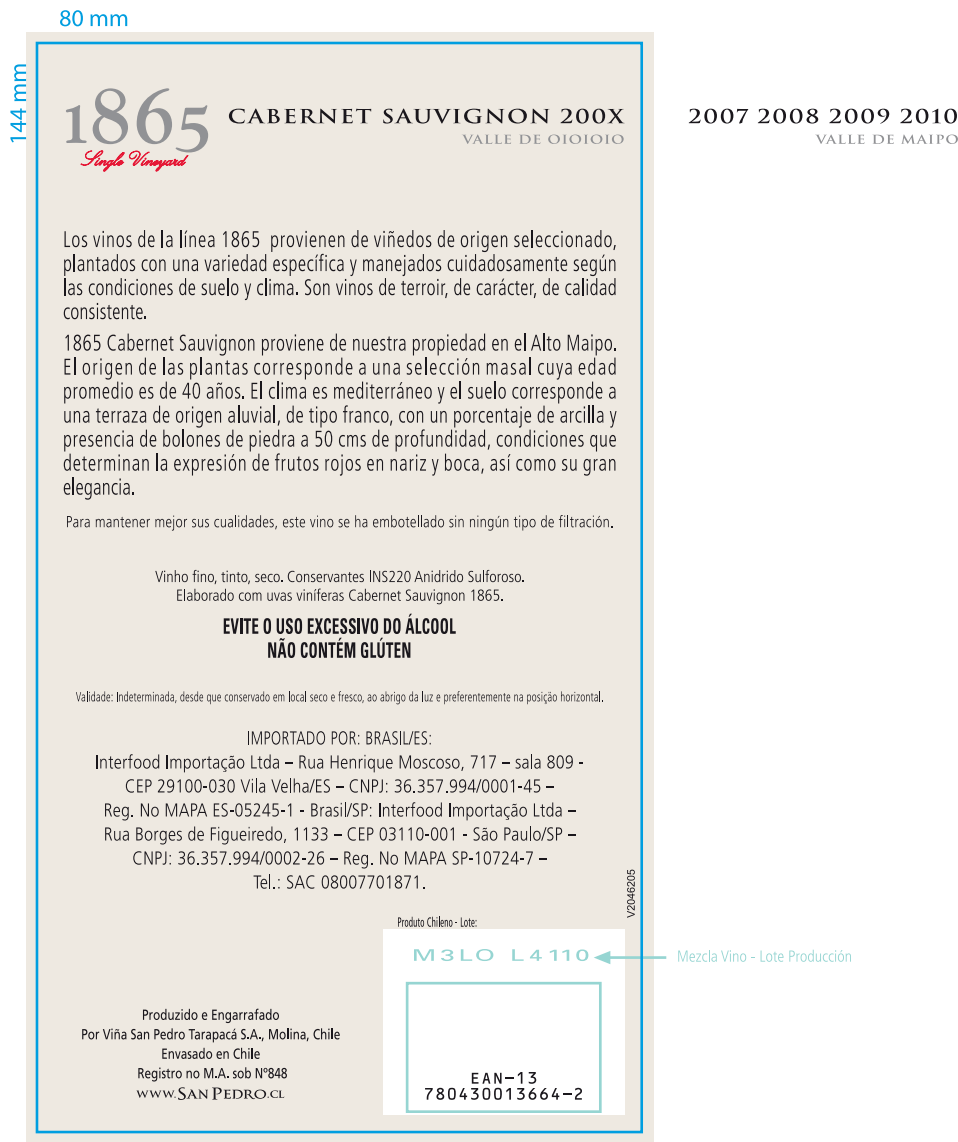 80 mm
144 mm
1865
Single Vineyard
CABERNET SAUVIGNON 200X
VALLE DE OIOIOIO
2007 2008 2009 2010
VALLE DE MAIPO
Los vinos de la línea 1865 provienen de viñedos de origen seleccionado,
plantados con una variedad específica y manejados cuidadosamente según
las condiciones de suelo y clima. Son vinos de terroir, de carácter, de calidad
consistente.
1865 Cabernet Sauvignon proviene de nuestra propiedad en el Alto Maipo.
El origen de las plantas corresponde a una selección masal cuya edad
promedio es de 40 años. El clima es mediterráneo y el suelo corresponde a
una terraza de origen aluvial, de tipo franco, con un porcentaje de arcilla y
presencia de bolones de piedra a 50 cms de profundidad, condiciones que
determinan la expresión de frutos rojos en nariz y boca, así como su gran
elegancia.
Para mantener mejor sus cualidades, este vino se ha embotellado sin ningún tipo de filtración.
Vinho fino, tinto, seco. Conservantes INS220 Anidrido Sulforoso.
Elaborado com uvas viníferas Cabernet Sauvignon 1865.
EVITE O USO EXCESSIVO DO ÁLCOOL
NÃO CONTÉM GLÚTEN
Validade: Indeterminada, desde que conservado em local seco e fresco, ao abrigo da luz e preferentemente na posição horizontal.
IMPORTADO POR: BRASIL/ES:
Interfood Importação Ltda – Rua Henrique Moscoso, 717 – sala 809 -
CEP 29100-030 Vila Velha/ES – CNPJ: 36.357.994/0001-45 –
Reg. No MAPA ES-05245-1 - Brasil/SP: Interfood Importação Ltda –
Rua Borges de Figueiredo, 1133 – CEP 03110-001 - São Paulo/SP –
CNPJ: 36.357.994/0002-26 – Reg. No MAPA SP-10724-7 –
Tel.: SAC 08007701871.
V2046205
Produto Chileno - Lote:
M3LO L4110
Mezcla Vino - Lote Producción
Produzido e Engarrafado
Por Viña San Pedro Tarapacá S.A., Molina, Chile
Envasado en Chile
Registro no M.A. sob Nº848
WWW.SANPEDRO.CL
EAN-13
780430013664-2